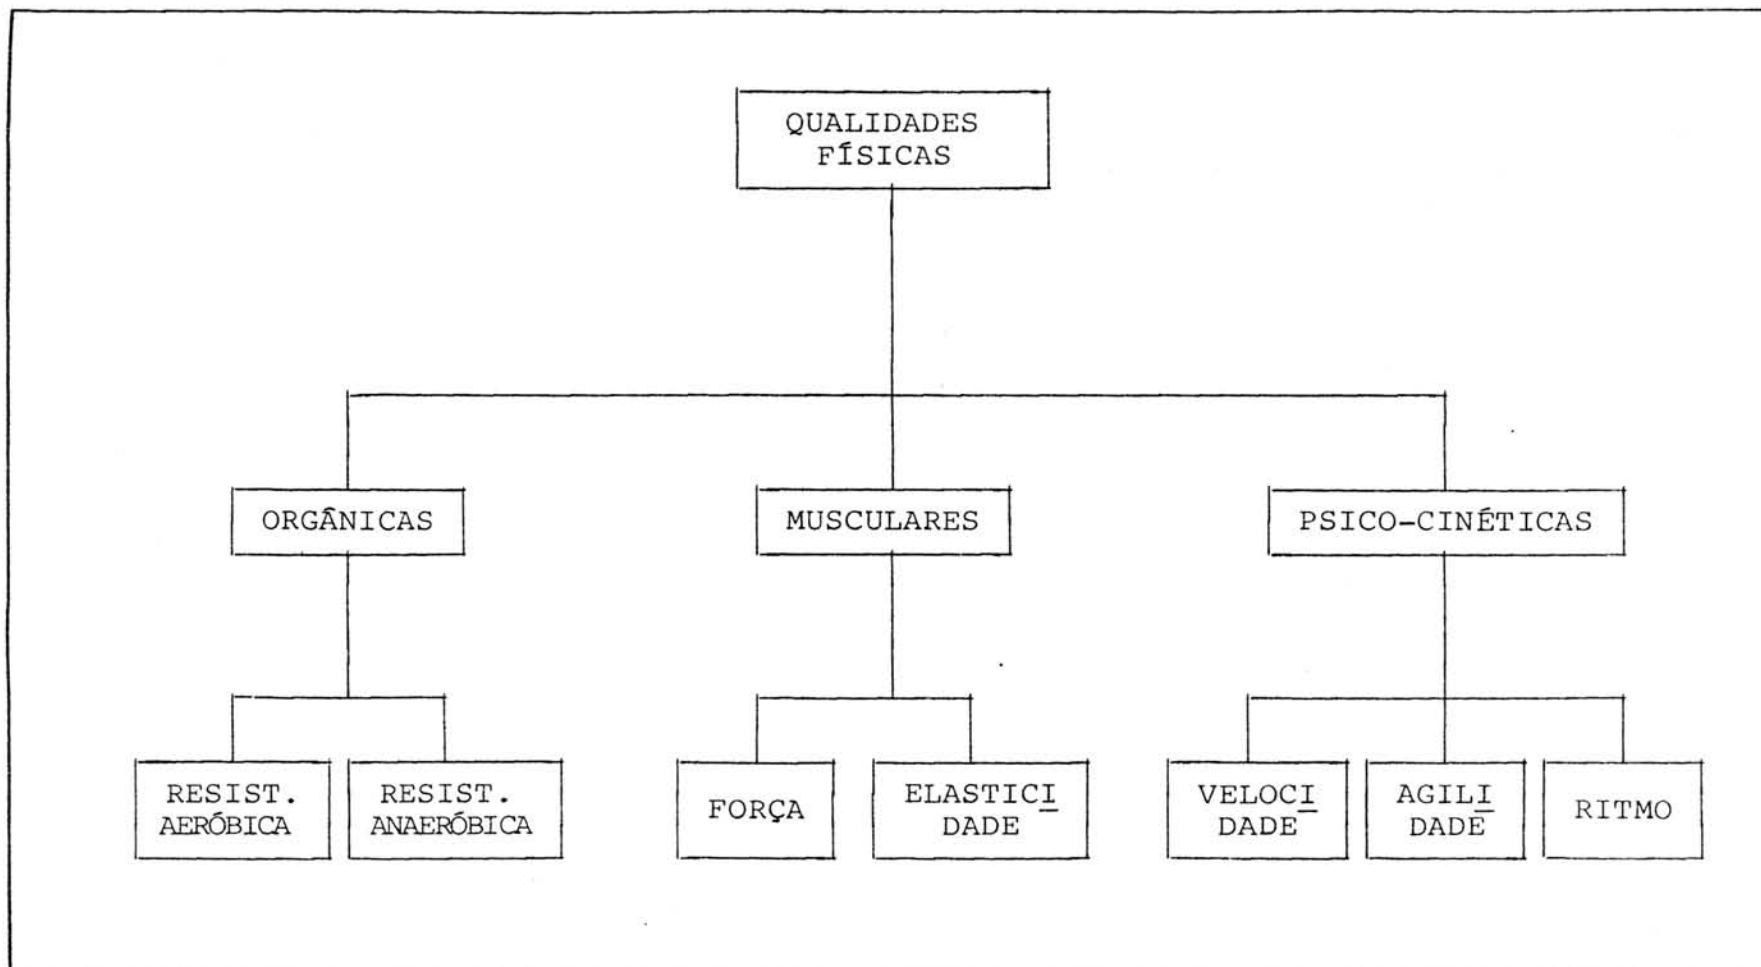 QUALIDADES
FÍSICAS
ORGÂNICAS
MUSCULARES
PSICO-CINÉTICAS
RESIST.
AERÓBICA
RESIST.
ANAERÓBICA
FORÇA
ELASTICI
DADE
VELOCI
DADE
AGILI
DADE
RITMO